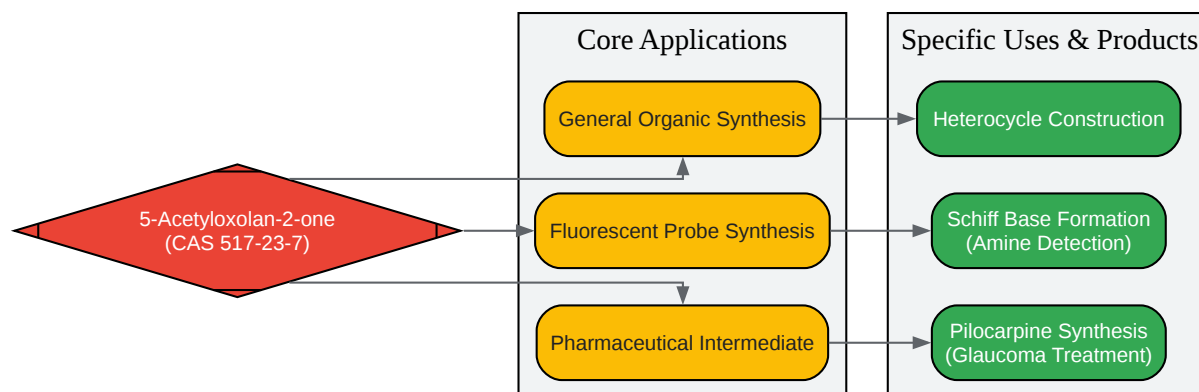 Core Applications
Specific Uses & Products
General Organic Synthesis
Heterocycle Construction
5-Acetyloxolan-2-one
(CAS 517-23-7)
Fluorescent Probe Synthesis
Schiff Base Formation
(Amine Detection)
Pharmaceutical Intermediate
Pilocarpine Synthesis
(Glaucoma Treatment)